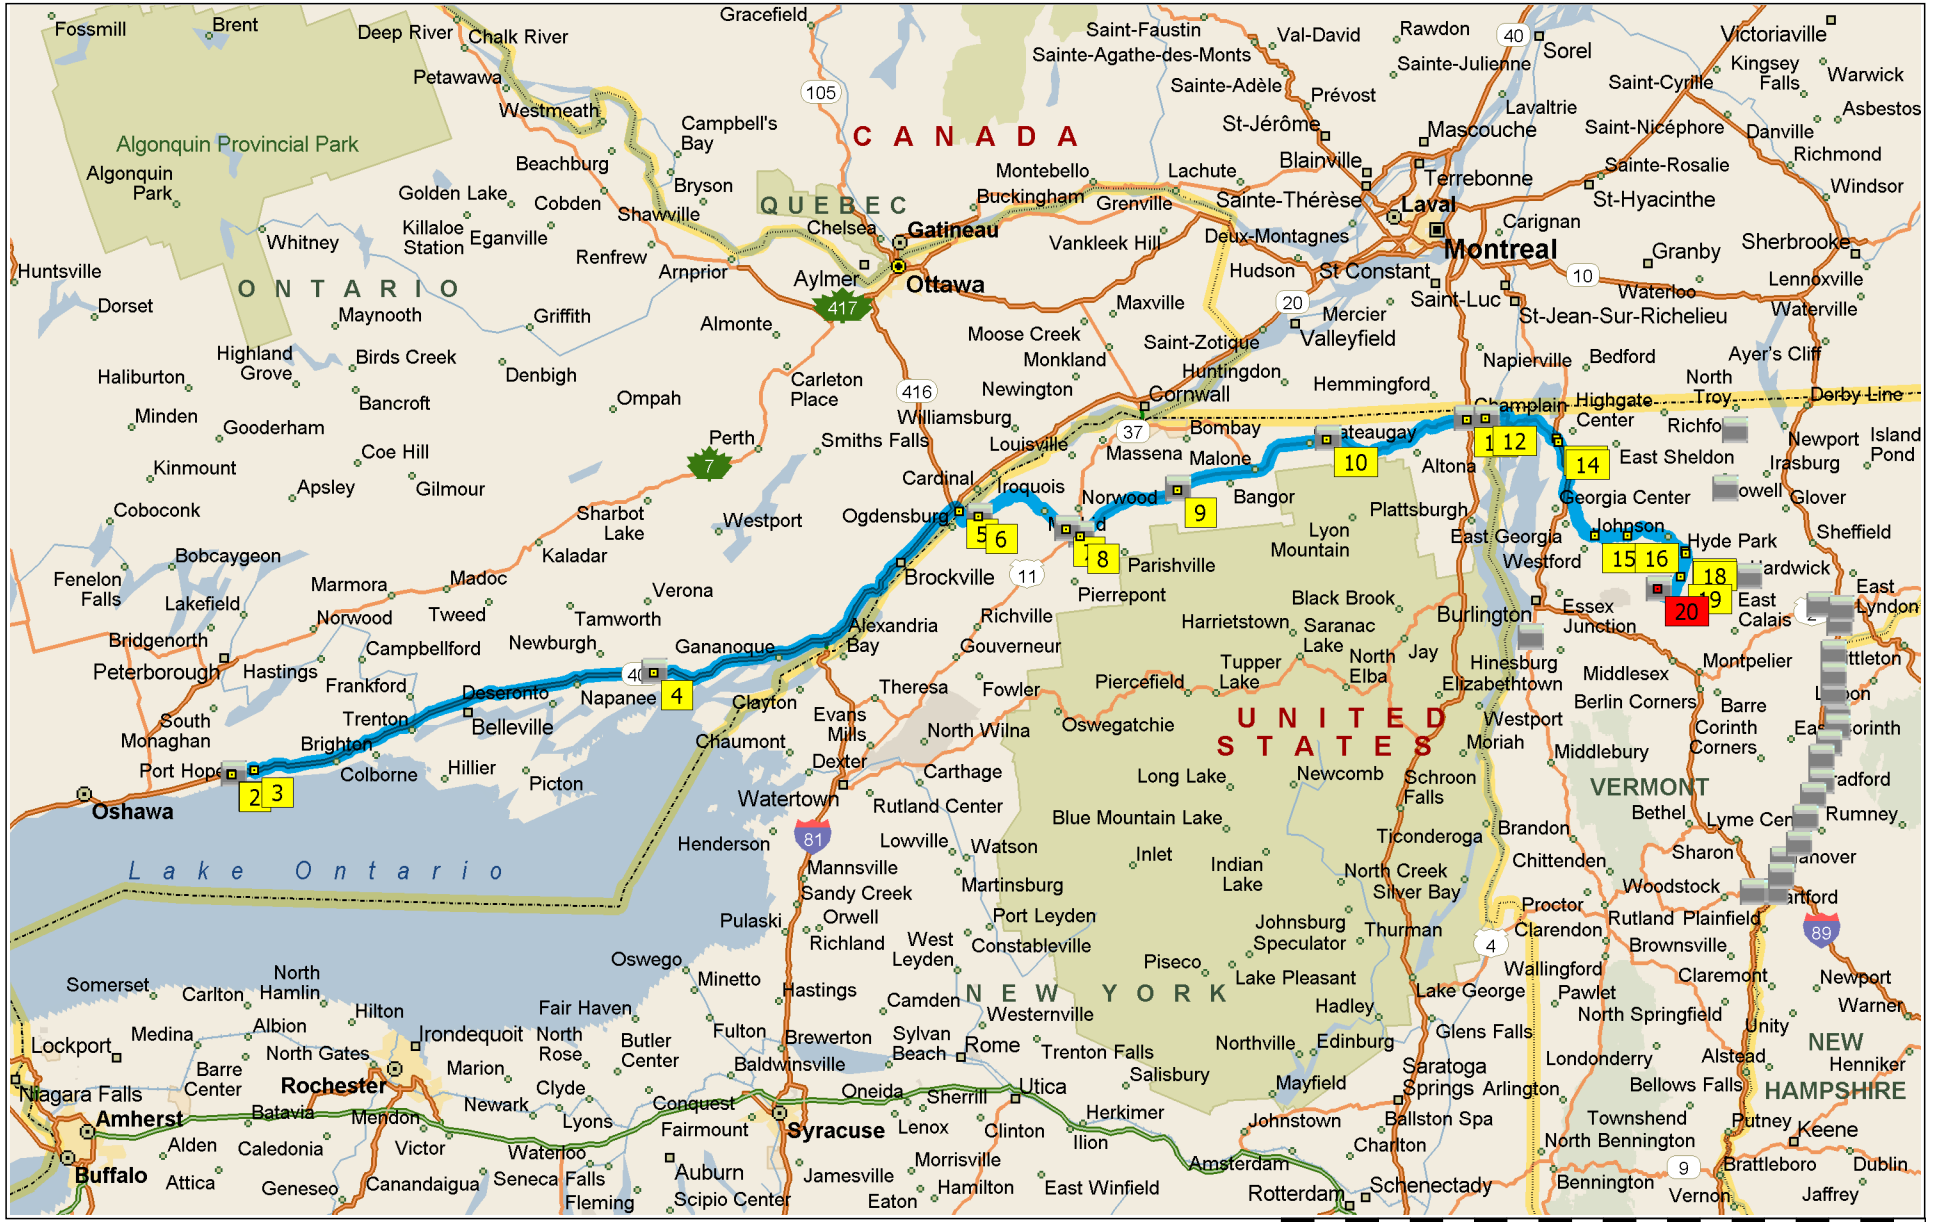 Fossmill
Brent
Deep River
Chalk River
Gracefield
Saint-Faustin
Val-David
Rawdon
40
Sorel
Victoriaville
Sainte-Agathe-des-Monts
Sainte-Julienne
Kingsey
Falls
Warwick
Petawawa
Westmeath
105
Sainte-Adèle
Prévost
Lavaltrie
Saint-Cyrille
Asbestos
Algonquin Provincial Park
Campbell's
Bay
CANADA
St-Jérôme
Mascouche
Saint-Nicéphore
Danville
Algonquin
Park
Beachburg
Bryson
Montebello
Lachute
Blainville
Terrebonne
Sainte-Rosalie
Richmond
Golden Lake
Cobden
Shawville
QUEBEC
Buckingham
Grenville
Sainte-Thérèse
Laval
St-Hyacinthe
Windsor
Whitney
Killaloe
Station
Eganville
Chelsea
Gatineau
Vankleek Hill
Deux-Montagnes
Montreal
Carignan
Granby
Sherbrooke
Huntsville
Renfrew
Arnprior
Aylmer
Ottawa
Hudson
St Constant
10
Lennoxville
ONTARIO
Dorset
Maynooth
Griffith
Almonte
417
Maxville
20
Mercier
Saint-Luc
Waterloo
Waterville
St-Jean-Sur-Richelieu
Moose Creek
Saint-Zotique
Valleyfield
Highland
Grove
Birds Creek
Denbigh
Carleton
Place
Monkland
Huntingdon
Napierville
Bedford
Ayer's Cliff
Haliburton
Bancroft
Ompah
416
Newington
Cornwall
Hemmingford
North
Troy
Derby Line
Minden
Gooderham
Williamsburg
Champlain
Highgate
Center
Perth
Smiths Falls
Louisville
37
Bombay
Newport
Island
Pond
Kinmount
Coe Hill
7
Massena
Malone
10
12
14
East Sheldon
Irasburg
Apsley
Gilmour
Cardinal
Iroquois
Norwood
Bangor
Altona
Georgia Center
Glover
Coboconk
Sharbot
Lake
Westport
Ogdensburg
5
6
9
Lyon
Mountain
Plattsburgh
Johnson
Sheffield
Bobcaygeon
Kaladar
8
Parishville
East Georgia
Westford
15
16
Hyde Park
18
19
20
Fenelon
Falls
Lakefield
Marmora
Madoc
Brockville
11
Pierrepont
East
Calais
East
Lyndon
Norwood
Tweed
Verona
Tamworth
Richville
Black Brook
Burlington
Essex
Junction
Bridgenorth
Campbellford
Newburgh
Gananoque
Alexandria
Bay
Harrietstown
Saranac
Lake
Peterborough
Hastings
Gouverneur
Tupper
Lake
North
Elba
Jay
Hinesburg
Middlesex
Montpelier
Frankford
Deseronto
Napanee
4
Clayton
Theresa
Fowler
Piercefield
Elizabethtown
Berlin Corners
Barre
South
Monaghan
Trenton
Belleville
Evans
Mills
North Wilna
Oswegatchie
UNITED
STATES
Westport
Moriah
Corinth
Corners
Port Hope
Brighton
Colborne
Hillier
Picton
Chaumont
Dexter
Carthage
Long Lake
Newcomb
Schroon
Falls
Middlebury
VERMONT
2
3
Oshawa
Watertown
Rutland Center
Blue Mountain Lake
Ticonderoga
Brandon
Bethel
Rumney
Henderson
81
Lowville
Watson
Inlet
Indian
Lake
Chittenden
Sharon
Lake Ontario
Mannsville
Martinsburg
North Creek
Silver Bay
Woodstock
Sandy Creek
Pulaski
Orwell
Richland
Port Leyden
Johnsburg
Proctor
Clarendon
Rutland
Plainfield
89
West
Leyden
Constableville
Speculator
Thurman
4
Brownsville
Oswego
Minetto
Piseco
Lake Pleasant
Wallingford
Claremont
Newport
Somerset
Carlton
North
Hamlin
Hilton
Fair Haven
Hastings
Camden
NEW YORK
Westernville
Hadley
Lake George
Pawlet
North Springfield
Warner
Medina
Albion
Irondequoit
North
Rose
Butler
Center
Fulton
Brewerton
Sylvan
Beach
Rome
Trenton Falls
Northville
Edinburg
Glens Falls
Unity
NEW
HAMPSHIRE
Lockport
North Gates
Marion
Baldwinsville
Salisbury
Saratoga
Springs
Londonderry
Alstead
Henniker
Barre
Center
Rochester
Clyde
Oneida
Sherrill
Utica
Mayfield
Arlington
Bellows Falls
Niagara Falls
Amherst
Batavia
Mendon
Newark
Lyons
Conquest
Fairmount
Syracuse
Lenox
Clinton
Herkimer
Ilion
Johnstown
Ballston Spa
Townshend
Putney
Keene
Alden
Caledonia
Victor
Waterloo
Charlton
North Bennington
Buffalo
Attica
Geneseo
Canandaigua
Seneca Falls
Fleming
Auburn
Scipio Center
Jamesville
Eaton
Morrisville
Hamilton
East Winfield
Amsterdam
Rotterdam
Schenectady
Bennington
9
Brattleboro
Vernon
Dublin
Jaffrey